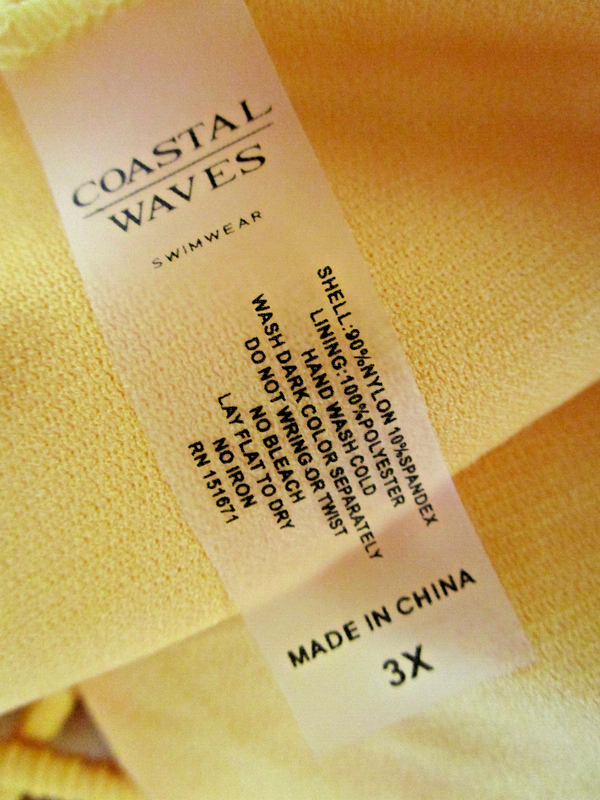 COASTAL
WAVES
SWIMWEAR
SHELL:90%NYLON 10%SPANDEX
LINING:100%POLYESTER
HAND WASH COLD
WASH DARK COLOR SEPARATELY
DO NOT WRING OR TWIST
NO BLEACH
LAY FLAT TO DRY
NO IRON
RN 151671
MADE IN CHINA
3X